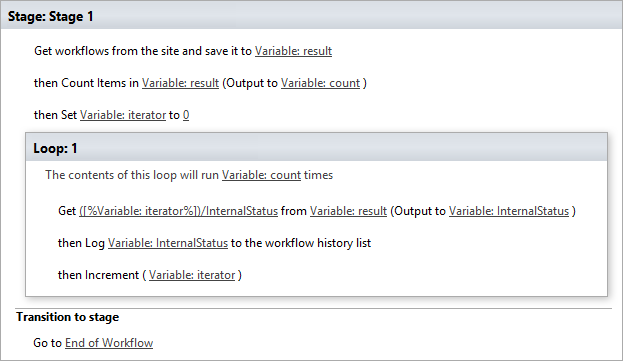 Stage: Stage 1
Get workflows from the site and save it to Variable: result
then Count Items in Variable: result (Output to Variable: count )
then Set Variable: iterator to 0
Loop: 1
The contents of this loop will run Variable: count times
Get ([%Variable: iterator%])/InternalStatus from Variable: result (Output to Variable: InternalStatus )
then Log Variable: InternalStatus to the workflow history list
then Increment ( Variable: iterator )
Transition to stage
Go to End of Workflow